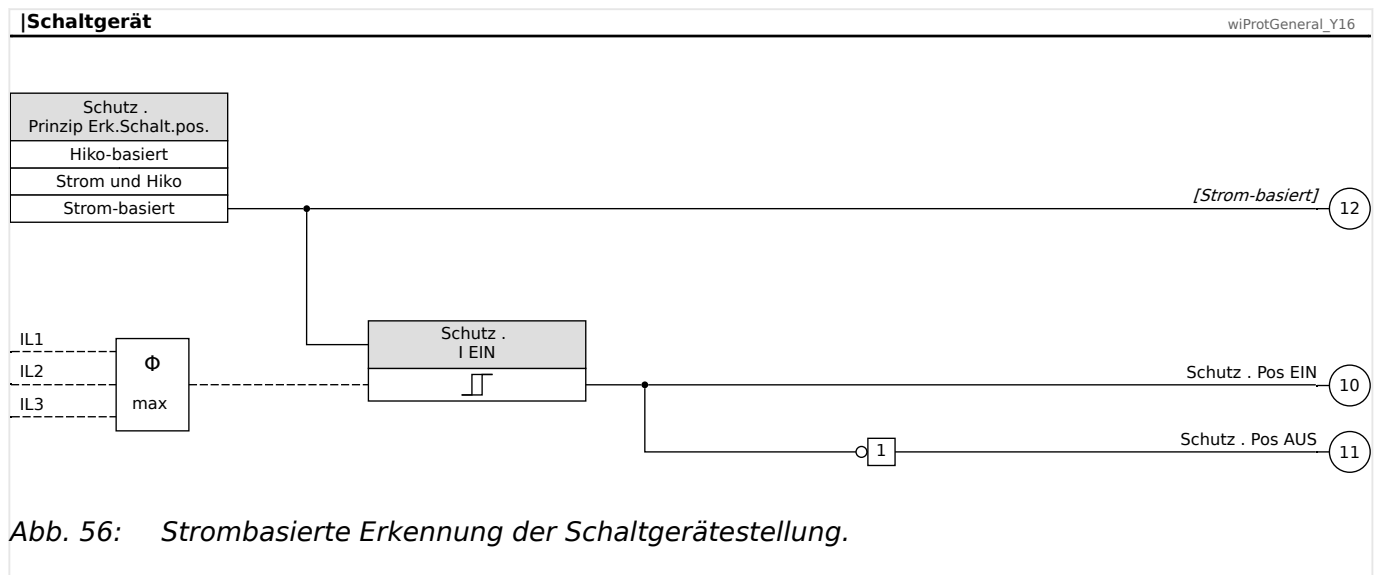 |Schaltgerät
wiProtGeneral_Y16
Schutz .
Prinzip Erk.Schalt.pos.
Hiko-basiert
Strom und Hiko
Strom-basiert
[Strom-basiert]
12
IL1
IL2
IL3
Φ
max
Schutz .
I EIN
Schutz . Pos EIN
10
1
Schutz . Pos AUS
11
Abb. 56: Strombasierte Erkennung der Schaltgerätestellung.